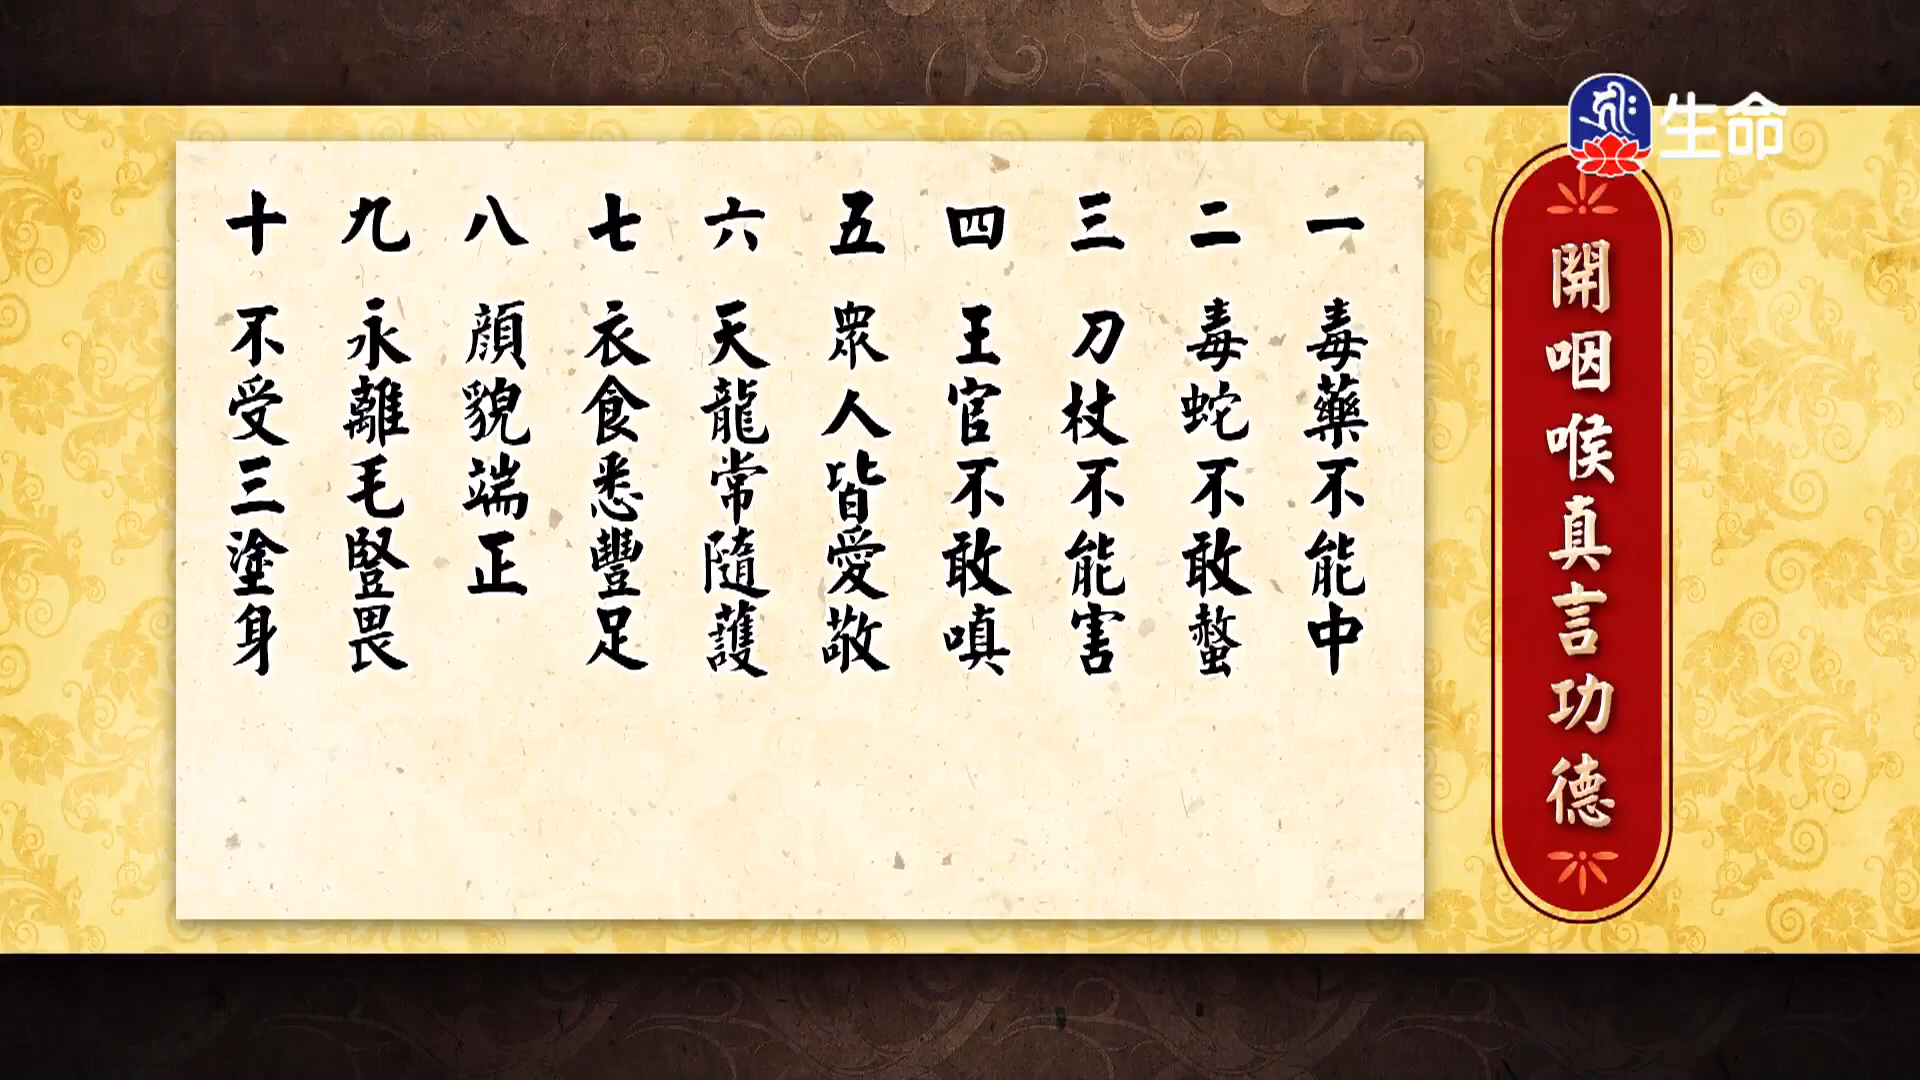 生命
開咽喉真言功德
一 毒藥不能中
二 毒蛇不敢螫
三 刀杖不能害
四 王官不敢嗔
五 眾人皆愛敬
六 天龍常隨護
七 衣食悉豐足
八 顏貌端正
九 永離毛豎畏
十 不受三塗身